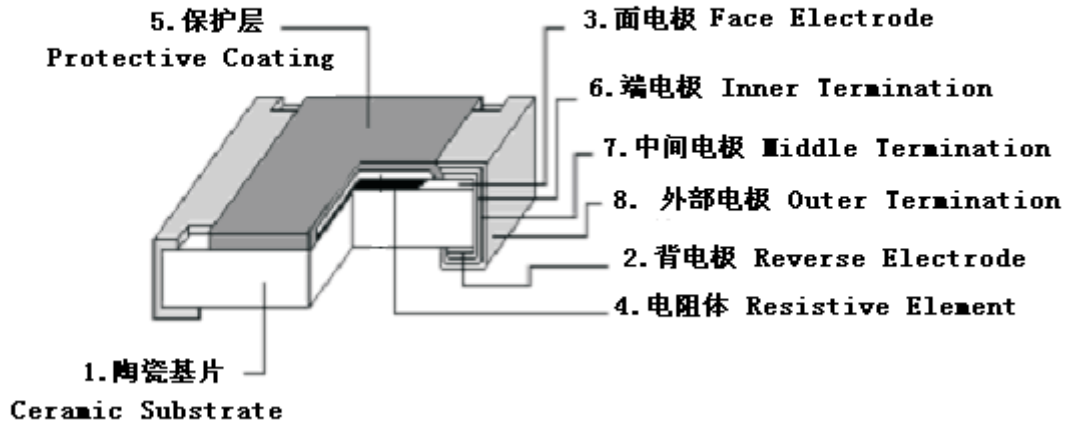 5.保护层
Protective Coating
3.面电极 Face Electrode
6.端电极 Inner Termination
7.中间电极 Middle Termination
8. 外部电极 Outer Termination
2.背电极 Reverse Electrode
4.电阻体 Resistive Element
1.陶瓷基片
Ceramic Substrate